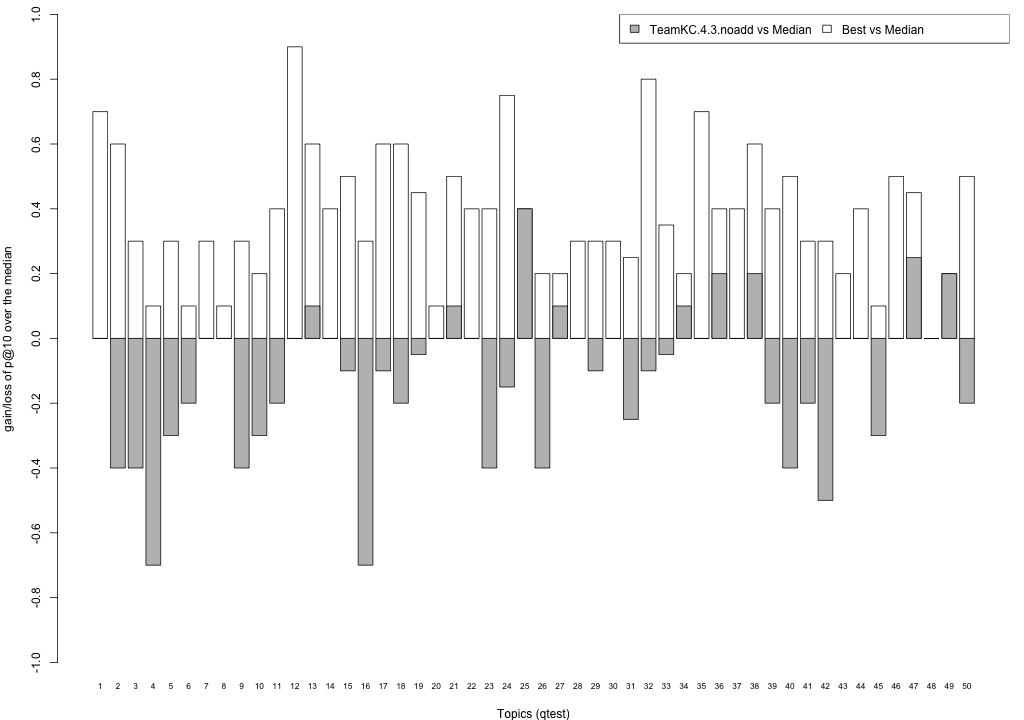 TeamKC.4.3.noadd vs Median Best vs Median
1.0
0.8
0.6
0.4
0.2
0.0
-0.2
-0.4
-0.6
-0.8
-1.0
gain/loss of p@10 over the median
1 2 3 4 5 6 7 8 9 10 11 12 13 14 15 16 17 18 19 20 21 22 23 24 25 26 27 28 29 30 31 32 33 34 35 36 37 38 39 40 41 42 43 44 45 46 47 48 49 50
Topics (qtest)